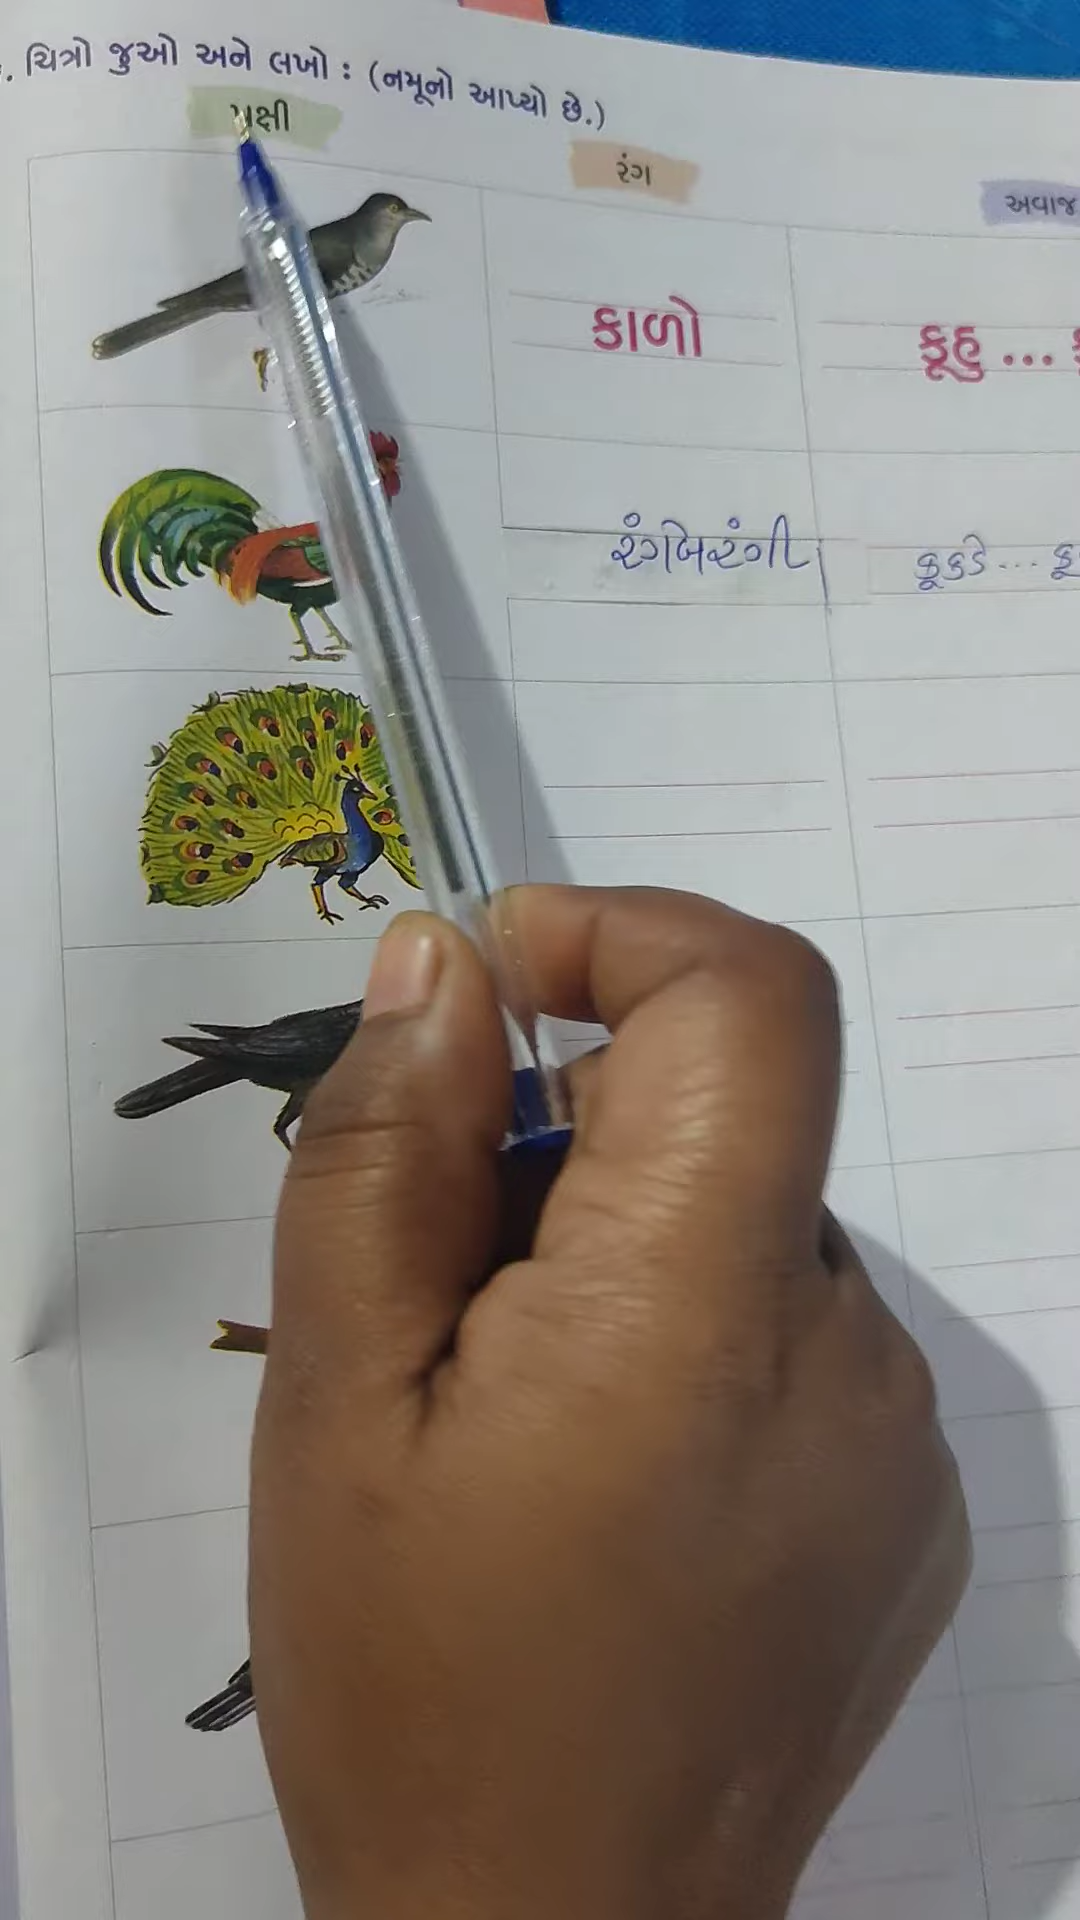 . ચિત્રો જુઓ અને લખો : (નમૂનો આપ્યો છે.)
પક્ષી
રંગ
અવાજ
કાળો
કૂહુ ...
રંગબેરંગી
કૂકડે ...